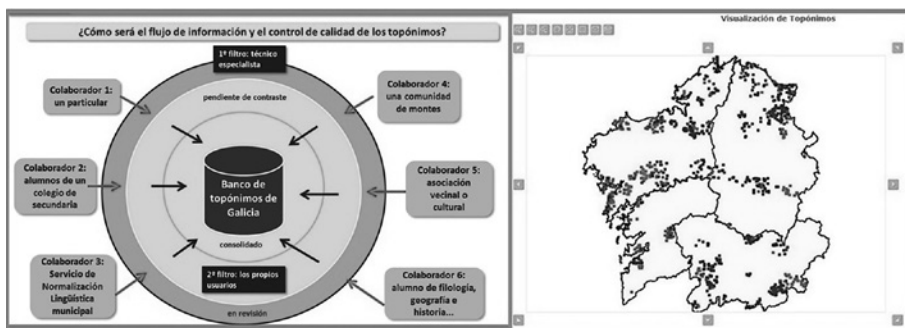 ¿Cómo será el flujo de información y el control de calidad de los topónimos?
1º filtro: técnico
especialista
Colaborador 1:
un particular
pendiente de contraste
Colaborador 4:
una comunidad
de montes
Colaborador 2:
alumnos de un
colegio de
secundaria
Banco de
topónimos de
Galicia
Colaborador 5:
asociación
vecinal o
cultural
consolidado
Colaborador 3:
Servicio de
Normalización
Lingüística
municipal
2º filtro: los propios
usuarios
en revisión
Colaborador 6:
alumno de filología,
geografía e
historia...
Visualización de Topónimos